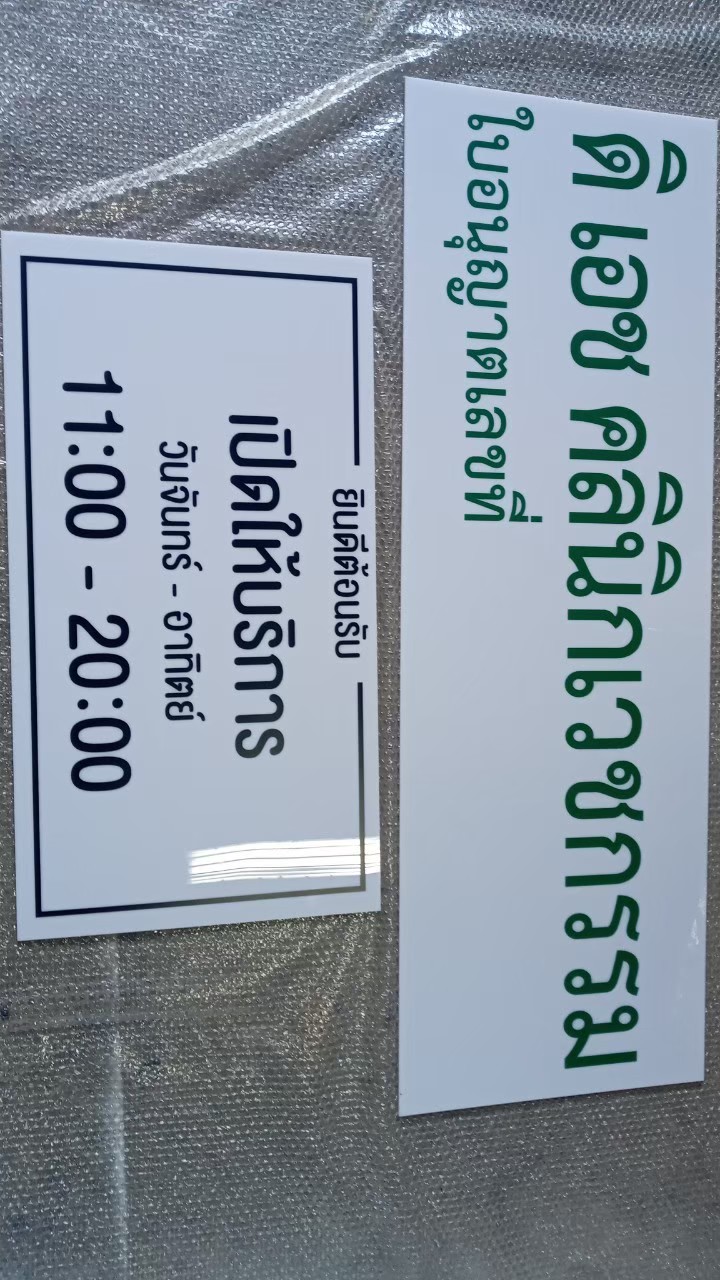 ดิ เอช คลินิกเวชกรรม
ใบอนุญาตเลขที่
ยินดีต้อนรับ
เปิดให้บริการ
วันจันทร์ - อาทิตย์
11:00 - 20:00